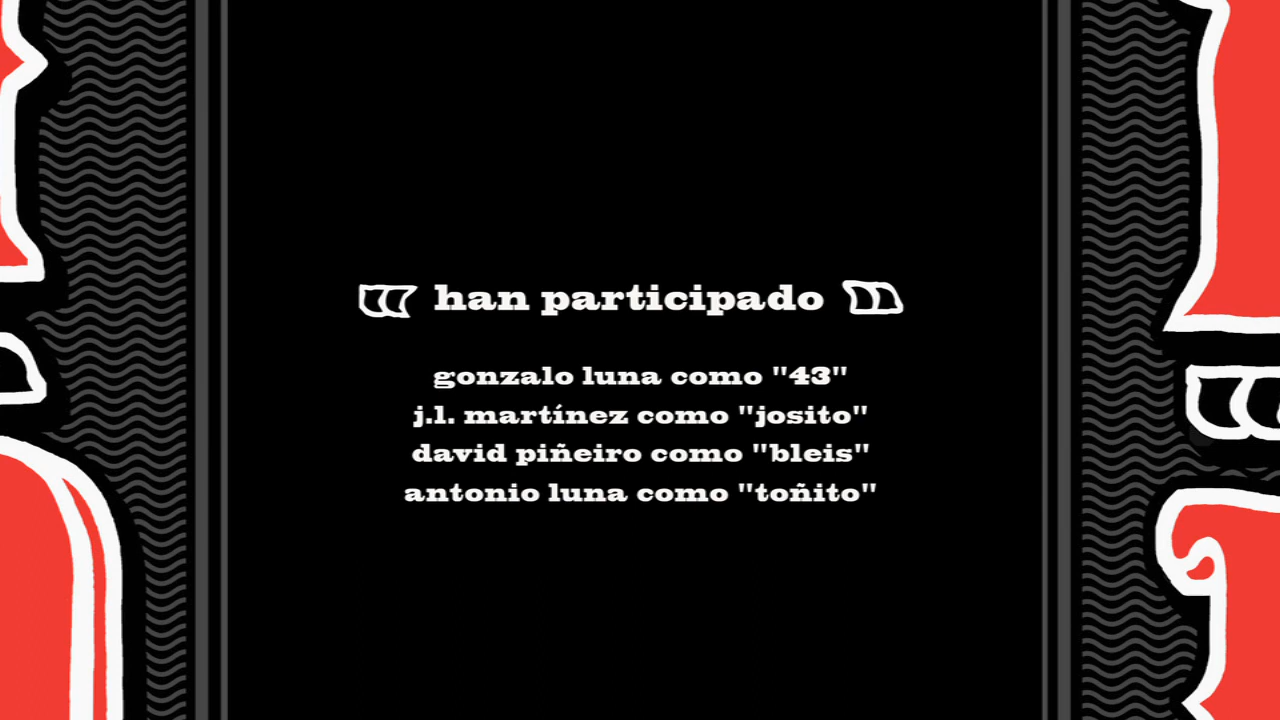 han participado
gonzalo luna como "43"
j.l. martínez como "josito"
david piñeiro como "bleis"
antonio luna como "toñito"